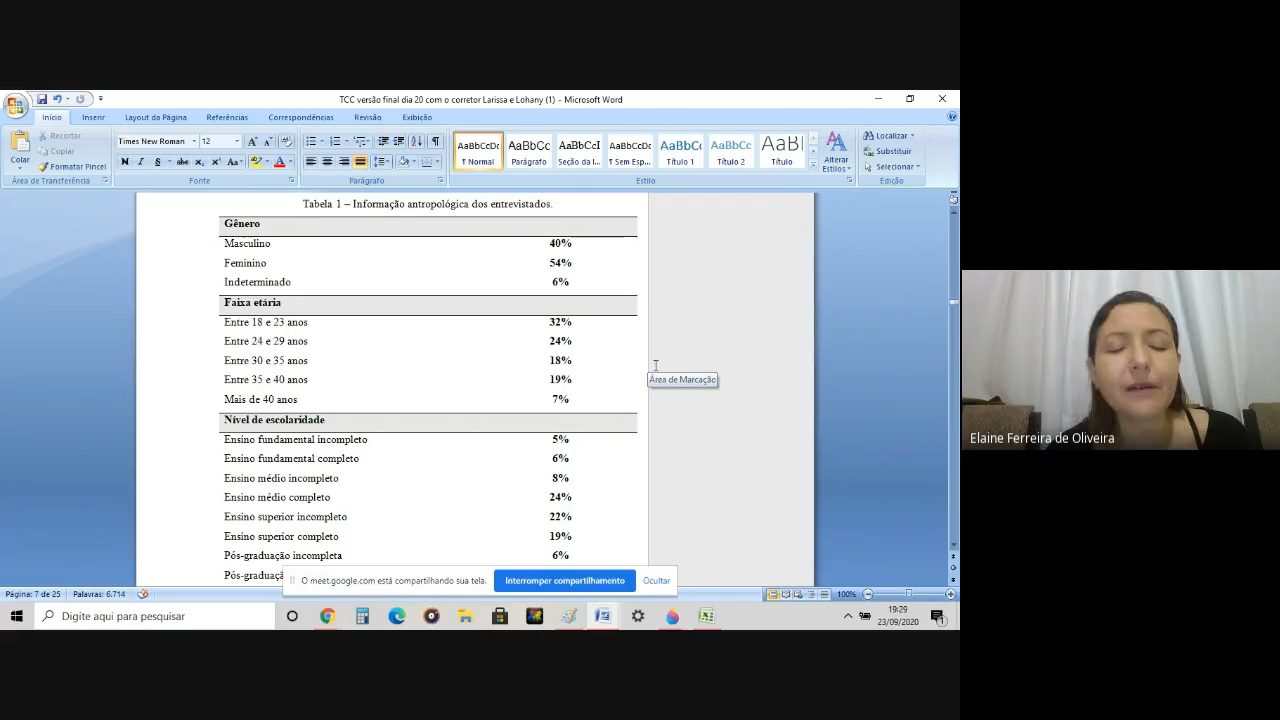 TCC versão final dia 20 com o corretor Larissa e Lohany (1) - Microsoft Word
Início Inserir Layout da Página Referências Correspondências Revisão Exibição
Colar
Recortar
Copiar
Formatar Pincel
Área de Transferência
Times New Roman 12
Fonte
Parágrafo
AaBbCcDc AaBbCc AaBbCcI AaBbCcDc AaBbCc AaBbCc AaBbC
¶ Normal Parágrafo Seção da I... ¶ Sem Esp... Título 1 Título 2 Título
Alterar Estilos
Estilo
Localizar
Substituir
Selecionar
Edição
Tabela 1 – Informação antropológica dos entrevistados.
Gênero
Masculino 40%
Feminino 54%
Indeterminado 6%
Faixa etária
Entre 18 e 23 anos 32%
Entre 24 e 29 anos 24%
Entre 30 e 35 anos 18%
Entre 35 e 40 anos 19%
Mais de 40 anos 7%
Área de Marcação
Nível de escolaridade
Ensino fundamental incompleto 5%
Ensino fundamental completo 6%
Ensino médio incompleto 8%
Ensino médio completo 24%
Ensino superior incompleto 22%
Ensino superior completo 19%
Pós-graduação incompleta 6%
Pós-graduaç
O meet.google.com está compartilhando sua tela. Interromper compartilhamento Ocultar
Página: 7 de 25 Palavras: 6.714 100%
Digite aqui para pesquisar
19:29
23/09/2020
Elaine Ferreira de Oliveira